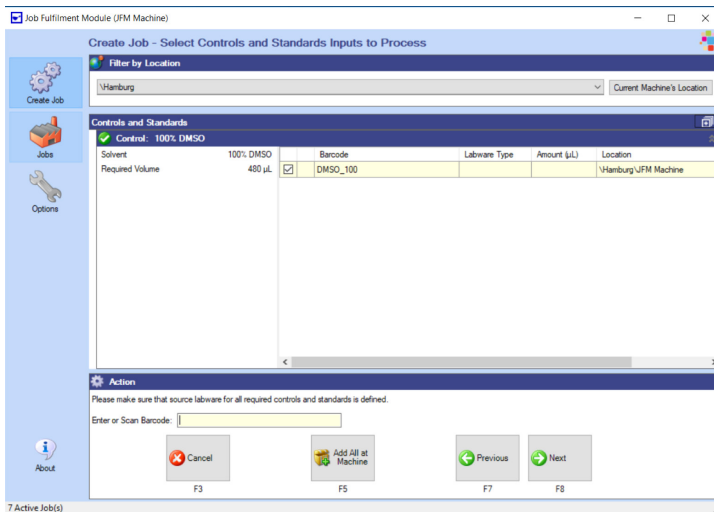 Job Fulfilment Module (JFM Machine)
Create Job - Select Controls and Standards Inputs to Process
Filter by Location
\Hamburg
Current Machine's Location
Create Job
Jobs
Options
About
Controls and Standards
Control: 100% DMSO
Solvent 100% DMSO
Required Volume 480 µL
Barcode Labware Type Amount (µL) Location
DMSO_100 \Hamburg\JFM Machine
Action
Please make sure that source labware for all required controls and standards is defined.
Enter or Scan Barcode:
Cancel
Add All at
Machine
Previous
Next
F3 F5 F7 F8
7 Active Job(s)